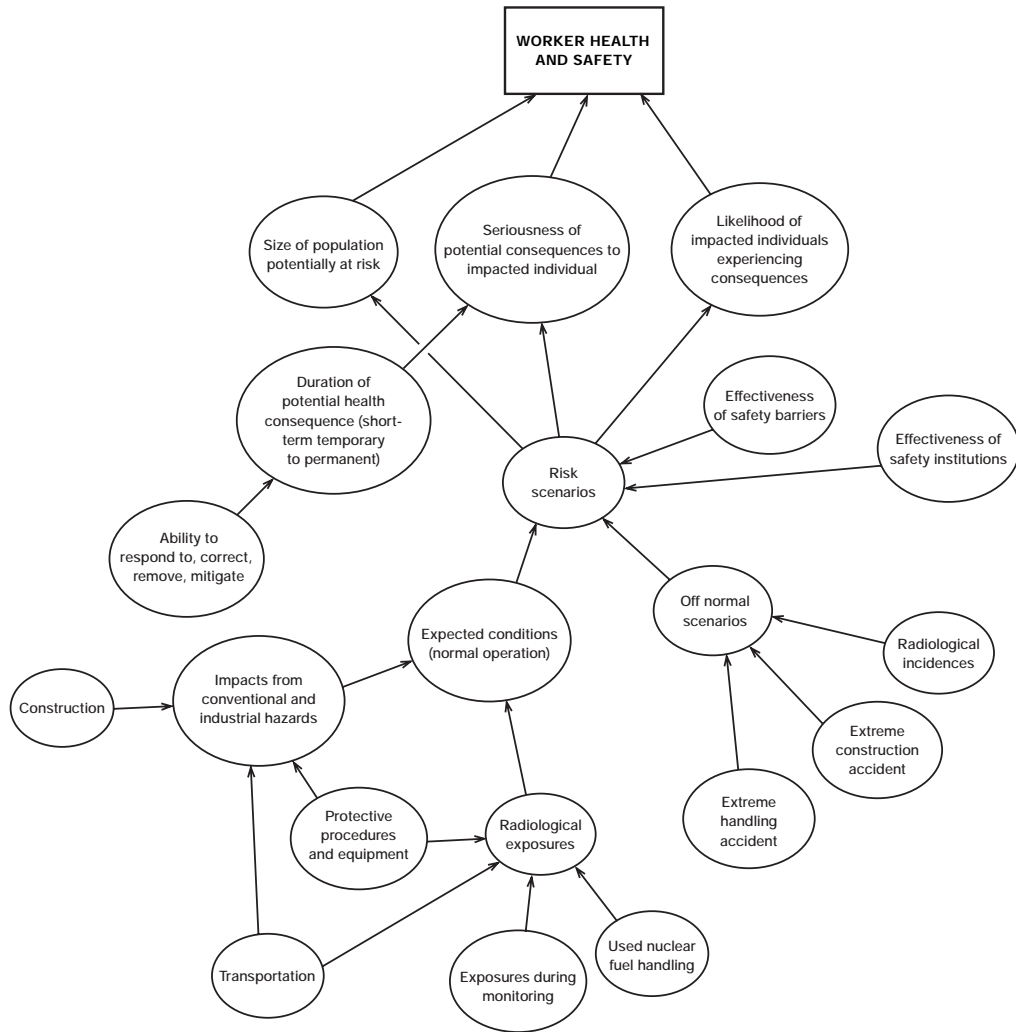 WORKER HEALTH
AND SAFETY
Size of population
potentially at risk
Seriousness of
potential consequences to
impacted individual
Likelihood of
impacted individuals
experiencing
consequences
Duration of
potential health
consequence (short-
term temporary
to permanent)
Effectiveness
of safety barriers
Effectiveness of
safety institutions
Risk
scenarios
Ability to
respond to, correct,
remove, mitigate
Off normal
scenarios
Expected conditions
(normal operation)
Radiological
incidences
Impacts from
conventional and
industrial hazards
Construction
Extreme
construction
accident
Extreme
handling
accident
Protective
procedures
and equipment
Radiological
exposures
Transportation
Exposures during
monitoring
Used nuclear
fuel handling